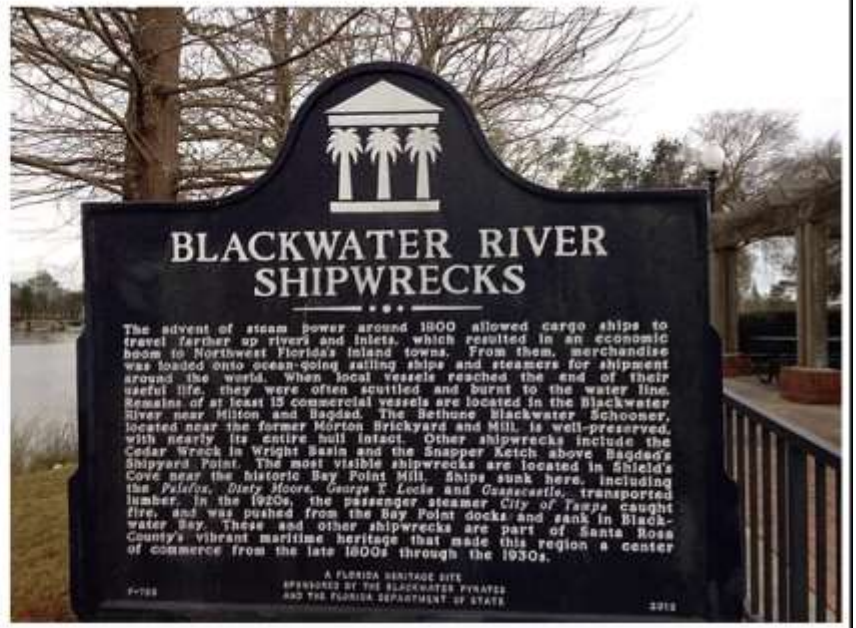 BLACKWATER RIVER
SHIPWRECKS
The advent of steam power around 1800 allowed cargo ships to
travel farther up rivers and inlets, which resulted in an economic
boom to Northwest Florida's inland towns. From them, merchandise
was loaded onto ocean-going sailing ships and steamers for shipment
around the world. When local vessels reached the end of their
useful life, they were often scuttled and burnt to the water line.
Remains of at least 15 commercial vessels are located in the Blackwater
River near Milton and Bagdad. The Bethune Blackwater Schooner,
located near the former Morton Brickyard and Mill, is well-preserved,
with nearly its entire hull intact. Other shipwrecks include the
Cedar Wreck in Wright Basin and the Snapper Ketch above Bagdad's
Shipyard Point. The most visible shipwrecks are located in Shield's
Cove near the historic Bay Point Mill. Ships sunk here, including
the Palafox, Dinty Moore, George T. Locke and Guanacastle, transported
lumber. In the 1920s, the passenger steamer City of Tampa caught
fire, and was pushed from the Bay Point docks and sank in Black-
water Bay. These and other shipwrecks are part of Santa Rosa
County's vibrant maritime heritage that made this region a center
of commerce from the late 1800s through the 1930s.
A FLORIDA HERITAGE SITE
SPONSORED BY THE BLACKWATER PYRATES
AND THE FLORIDA DEPARTMENT OF STATE